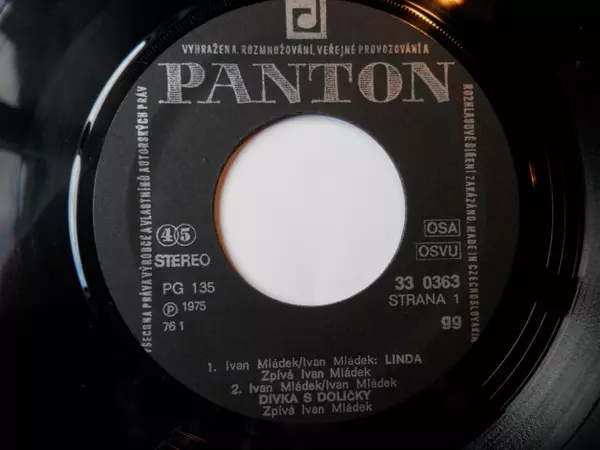 VYHRAŽENA. ROZMNOŽOVÁNÍ, VEŘEJNÉ PROVOZOVÁNÍ A
PANTON
VŠECHNA PRÁVA VÝROBCE A VLASTNÍKŮ AUTORSKÝCH PRÁV
ROZHLASOVÉ ŠÍŘENÍ ZAKÁZÁNO. MADE IN CZECHOSLOVAKIA
45
STEREO
OSA
OSVU
PG 135
33 0363
Ⓟ 1975
STRANA 1
76 1
gg
1. Ivan Mládek/Ivan Mládek: LINDA
Zpívá Ivan Mládek
2. Ivan Mládek/Ivan Mládek
DÍVKA S DOLÍČKY
Zpívá Ivan Mládek